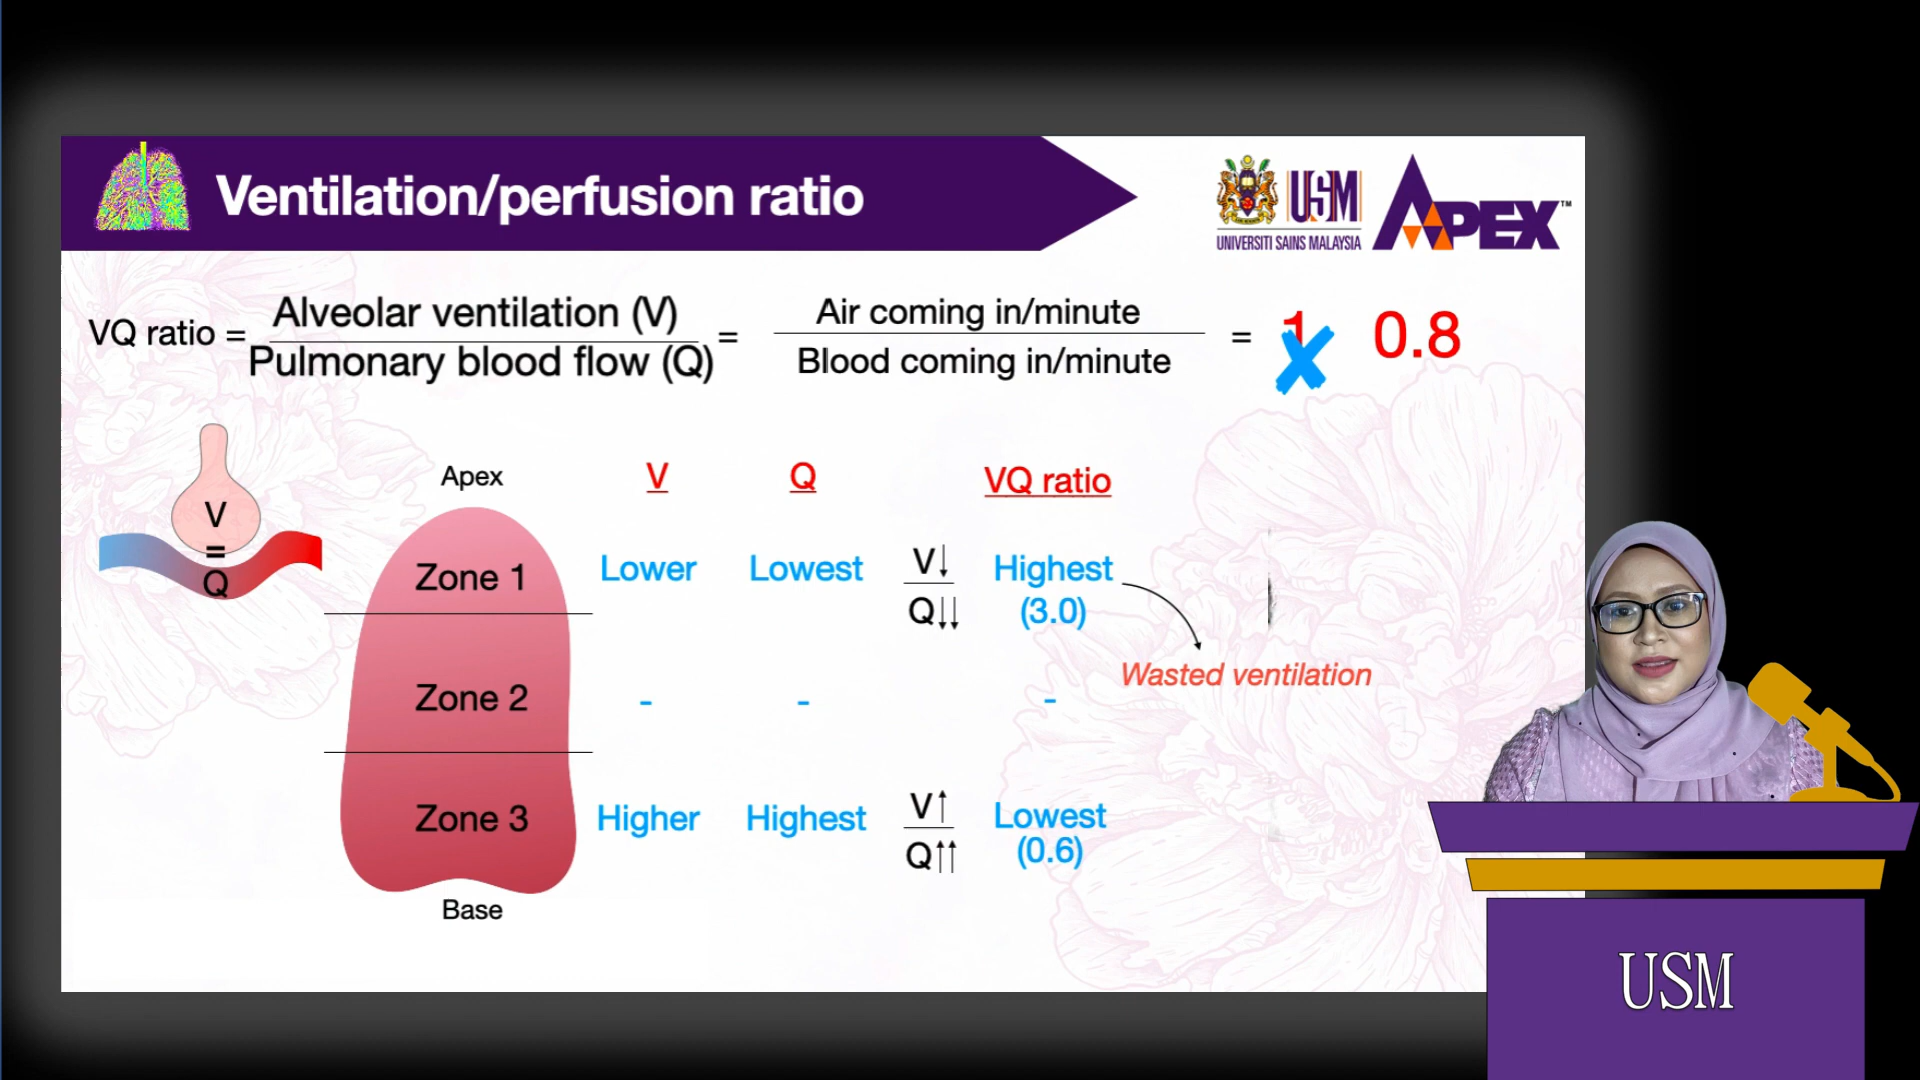 Ventilation/perfusion ratio
USM
UNIVERSITI SAINS MALAYSIA
APEX™
VQ ratio = Alveolar ventilation (V) / Pulmonary blood flow (Q) = Air coming in/minute / Blood coming in/minute = 1 0.8
V
=
Q
Apex V Q VQ ratio
Zone 1 Lower Lowest V↓ / Q↓↓ Highest
(3.0)
Wasted ventilation
Zone 2 - - -
Zone 3 Higher Highest V↑ / Q↑↑ Lowest
(0.6)
Base
USM